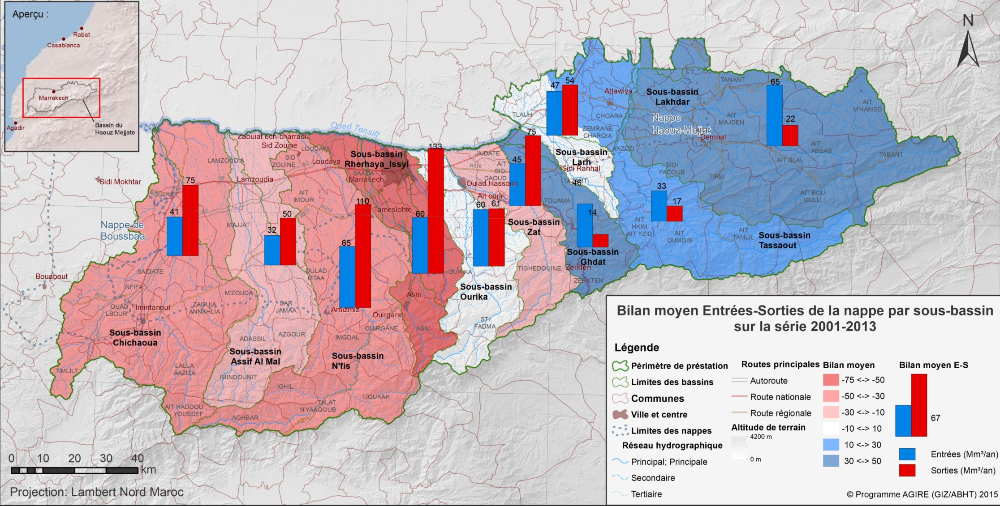 Aperçu :
Rabat
Casablanca
Marrakech
Agadir
Bassin du
Haouz Mejjate
N
Oued Tensift
Nappe de
Boussbaa
Nappe
Haouz-Mejjat
Sidi Mokhtar
Bouabout
Imintanout
Lamzoudia
Zaouiat ech-charradi
Sid Zouine
Loudaya
Marrakech
Tameslohte
Amizmiz
Ouirgane
Asni
Oulad Hassoun
Ait ourir
Sidi Rahhal
Attawiya
Demnat
Zerkten
Sous-bassin
Chichaoua
41
75
Sous-bassin
Assif Al Mal
32
50
Sous-bassin
N'fis
65
110
Sous-bassin
Rherhaya_Issyl
60
133
Sous-bassin
Ourika
60
61
Sous-bassin
Zat
45
75
Sous-bassin
Larh
47
54
Sous-bassin
Ghdat
46
14
Sous-bassin
Tassaout
33
17
Sous-bassin
Lakhdar
65
22
LAMZOUDIA
LOUDAYA
SID
ZOUINE
SAADA
AIT
IMOUR
MAJJAT
SAIDATE
NFIFA
OUAD
LBOUR
ZAOUIA
ANNAHLIA
M'ZOUDA
DAR
JAMAA
OULAD
MTAA
ADASSIL
AZGOUR
IMGDAL
OUIRGANE
ASNI
TIMLILT
LALLA
AAZIZA
IMINDOUNIT
IGHIL
AIT HADDOU
YOUSSEF
AGHBAR
TALAT
N'YAAQOUB
IJOUKAK
OURIKA
STI
FADMA
JAIDATE
AIT
SIDI
DAOUD
TIGHEDOUINE
TOUAMA
TAZART
ZERKTEN
TLAUH
ZEMRANE
CHARQIA
CHOARA
ANZOU
SIDI
YACOUB
AIT
HKIM
AIT YZID
AIT
OUMDIS
AIT
TAMLIL
TIFNI
AIT BOU
OULLI
AIT BLAL
AIT
ABBAS
TABANT
AIT
MAJDEN
TANANT
AIT
M'HAMED
N8
A7
A7
R212
R212
R212
R214
R210
R304
0 10 20 30 40
km
Projection: Lambert Nord Maroc
Bilan moyen Entrées-Sorties de la nappe par sous-bassin
sur la série 2001-2013
Légende
Périmètre de préstation
Limites des bassins
Communes
Ville et centre
Limites des nappes
Réseau hydrographique
Principal; Principale
Secondaire
Tertiaire
Routes principales
Autoroute
Route nationale
Route régionale
Altitude de terrain
4200 m
0 m
Bilan moyen
-75 <-> -50
-50 <-> -30
-30 <-> -10
-10 <-> 10
10 <-> 30
30 <-> 50
Bilan moyen E-S
67
Entrées (Mm³/an)
Sorties (Mm³/an)
© Programme AGIRE (GIZ/ABHT) 2015